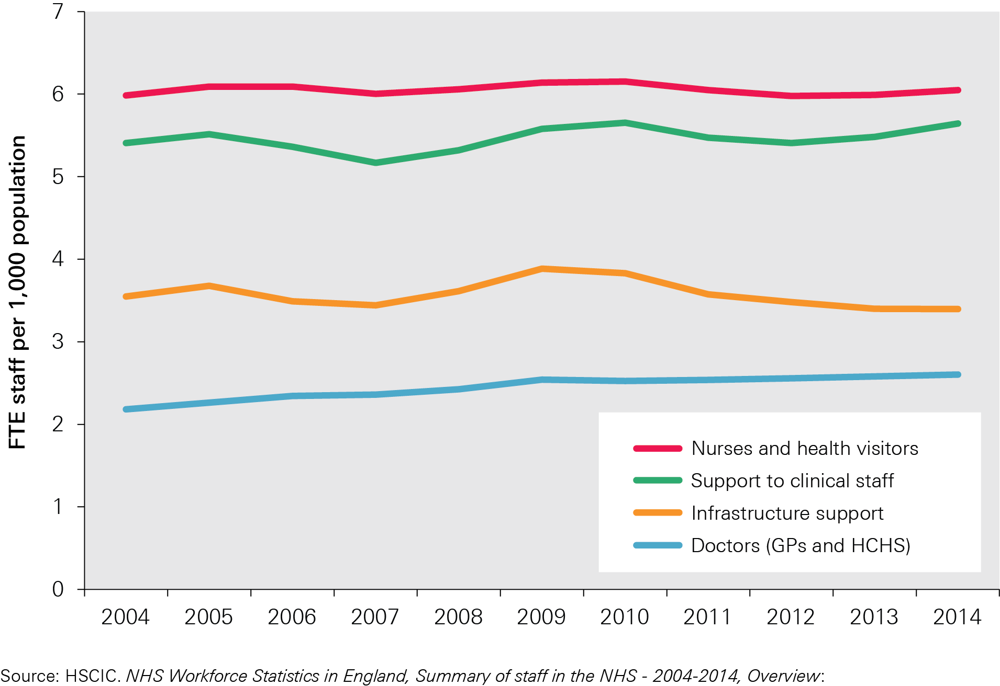 7
6
5
4
3
2
1
0
FTE staff per 1,000 population
Nurses and health visitors
Support to clinical staff
Infrastructure support
Doctors (GPs and HCHS)
2004 2005 2006 2007 2008 2009 2010 2011 2012 2013 2014
Source: HSCIC. NHS Workforce Statistics in England, Summary of staff in the NHS - 2004-2014, Overview: